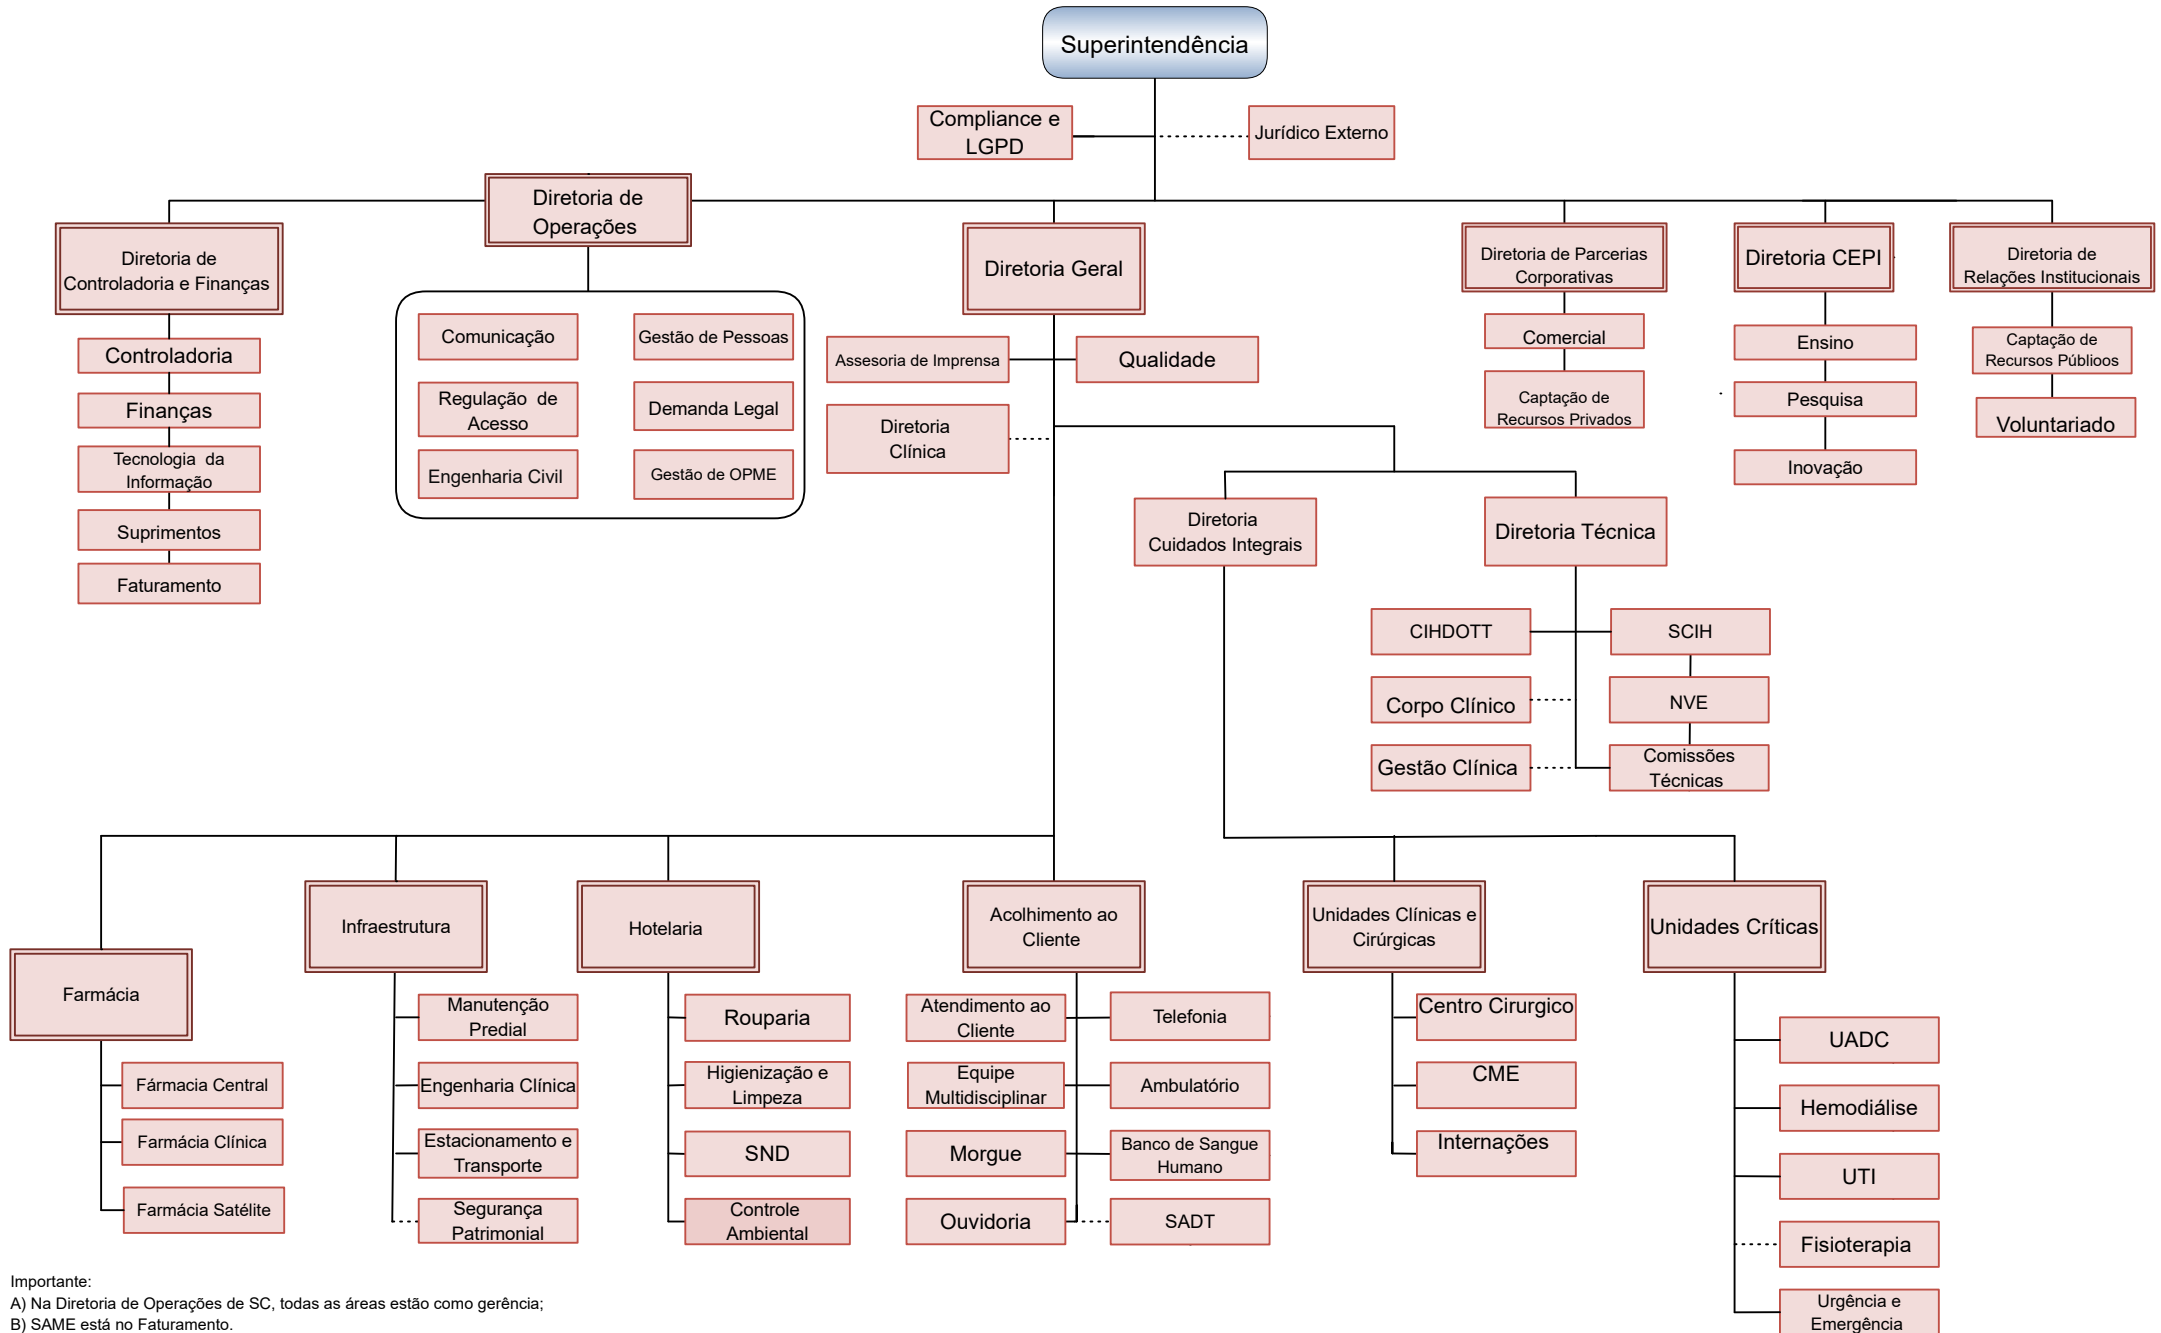 Superintendência
Compliance e
LGPD
Jurídico Externo
Diretoria de
Operações
Diretoria de
Controladoria e Finanças
Diretoria Geral
Diretoria de Parcerias
Corporativas
Diretoria CEPI
Diretoria de
Relações Institucionais
Controladoria
Finanças
Tecnologia da
Informação
Suprimentos
Faturamento
Comunicação
Gestão de Pessoas
Regulação de
Acesso
Demanda Legal
Engenharia Civil
Gestão de OPME
Assesoria de Imprensa
Qualidade
Diretoria
Clínica
Comercial
Captação de
Recursos Privados
Ensino
Pesquisa
Inovação
Captação de
Recursos Públioos
Voluntariado
Diretoria
Cuidados Integrais
Diretoria Técnica
CIHDOTT
SCIH
Corpo Clínico
NVE
Gestão Clínica
Comissões
Técnicas
Farmácia
Infraestrutura
Hotelaria
Acolhimento ao
Cliente
Unidades Clínicas e
Cirúrgicas
Unidades Críticas
Fármacia Central
Farmácia Clínica
Farmácia Satélite
Manutenção
Predial
Engenharia Clínica
Estacionamento e
Transporte
Segurança
Patrimonial
Rouparia
Higienização e
Limpeza
SND
Controle
Ambiental
Atendimento ao
Cliente
Telefonia
Equipe
Multidisciplinar
Ambulatório
Morgue
Banco de Sangue
Humano
Ouvidoria
SADT
Centro Cirurgico
CME
Internações
UADC
Hemodiálise
UTI
Fisioterapia
Urgência e
Emergência
Importante:
A) Na Diretoria de Operações de SC, todas as áreas estão como gerência;
B) SAME está no Faturamento.